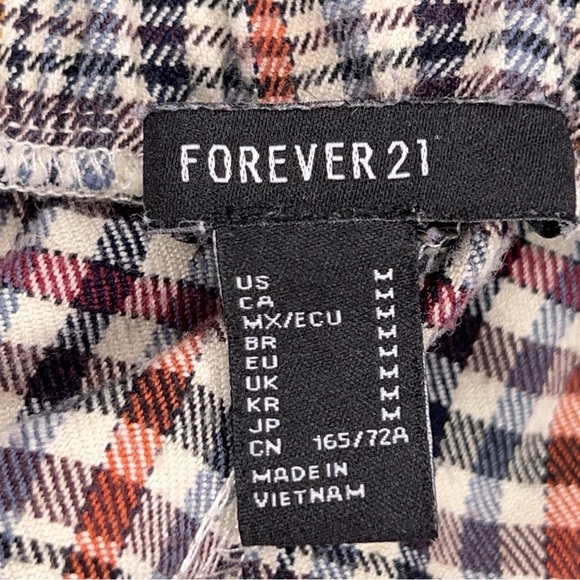 FOREVER 21
US M
CA M
MX/ECU M
BR M
EU M
UK M
KR M
JP M
CN 165/72A
MADE IN
VIETNAM